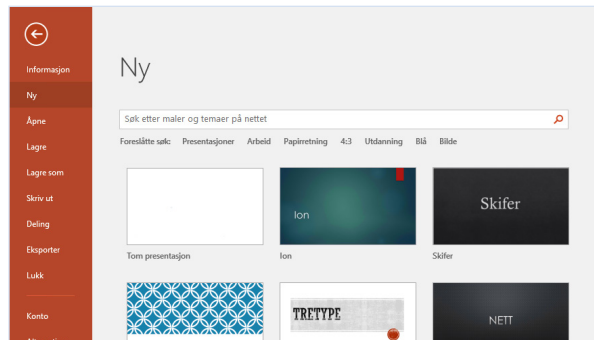 Informasjon
Ny
Åpne
Lagre
Lagre som
Skriv ut
Deling
Eksporter
Lukk
Konto
Ny
Søk etter maler og temaer på nettet
Foreslåtte søk: Presentasjoner Arbeid Papirretning 4:3 Utdanning Blå Bilde
Ion
Skifer
Tom presentasjon Ion Skifer
TRETYPE
NETT